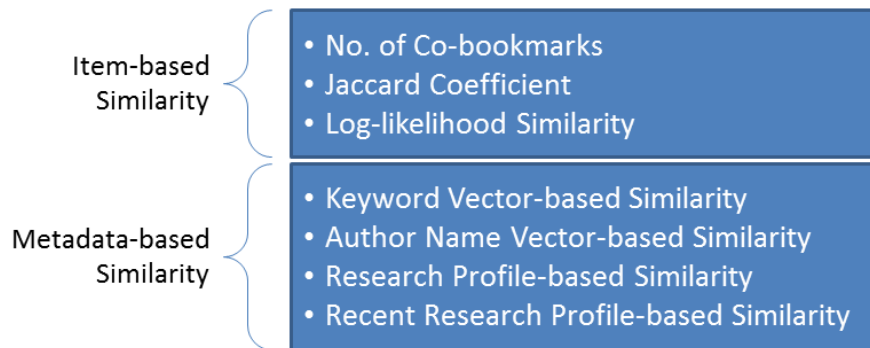 Item-based
Similarity
• No. of Co-bookmarks
• Jaccard Coefficient
• Log-likelihood Similarity
Metadata-based
Similarity
• Keyword Vector-based Similarity
• Author Name Vector-based Similarity
• Research Profile-based Similarity
• Recent Research Profile-based Similarity